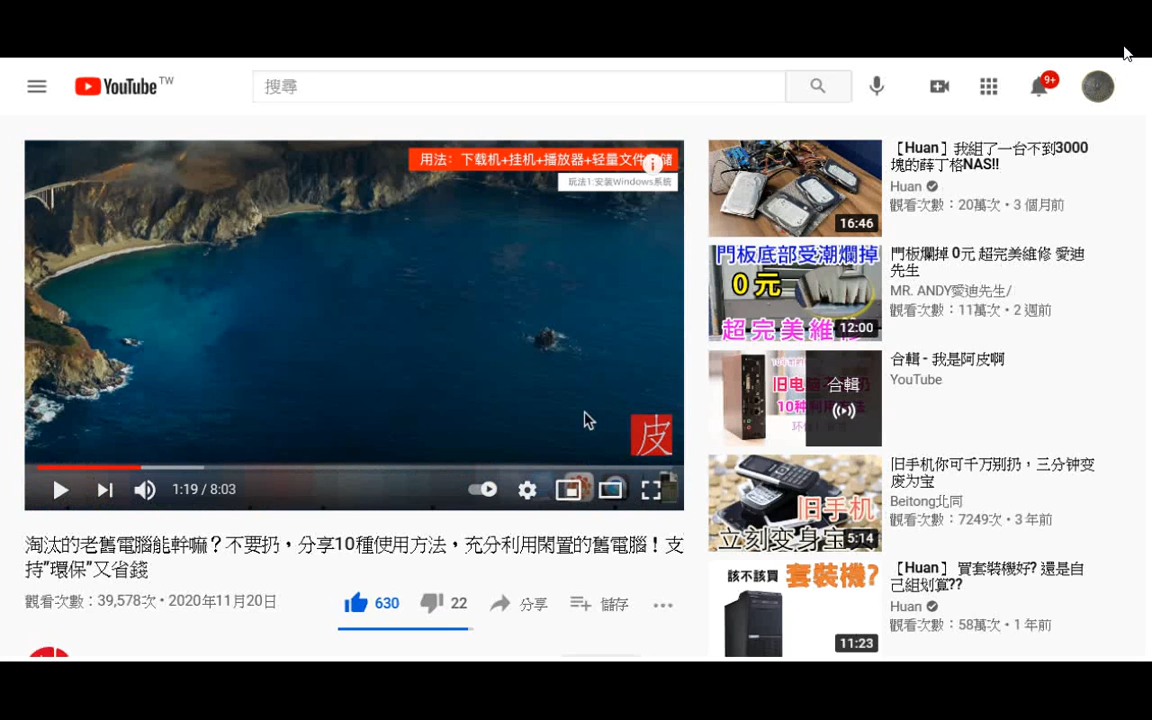 YouTube TW
搜尋
9+
用法：下载机+挂机+播放器+轻量文件
储
玩法1:安装Windows系统
皮
1:19 / 8:03
淘汰的老舊電腦能幹嘛？不要扔，分享10種使用方法，充分利用閑置的舊電腦！支
持"環保"又省錢
觀看次數：39,578次 • 2020年11月20日
630
22
分享
儲存
16:46
【Huan】我組了一台不到3000
塊的薛丁格NAS!!
Huan
觀看次數：20萬次 • 3 個月前
門板底部受潮爛掉
0元
超完美維
12:00
門板爛掉 0元 超完美維修 愛迪
先生
MR. ANDY愛迪先生/
觀看次數：11萬次 • 2 週前
旧电
10种利
合輯
合輯 - 我是阿皮啊
YouTube
旧手机
立刻变身宝
5:14
旧手机你可千万别扔，三分钟变
废为宝
Beitong北同
觀看次數：7249次 • 3 年前
該不該買
套裝機?
11:23
【Huan】 買套裝機好? 還是自
己組划算??
Huan
觀看次數：58萬次 • 1 年前